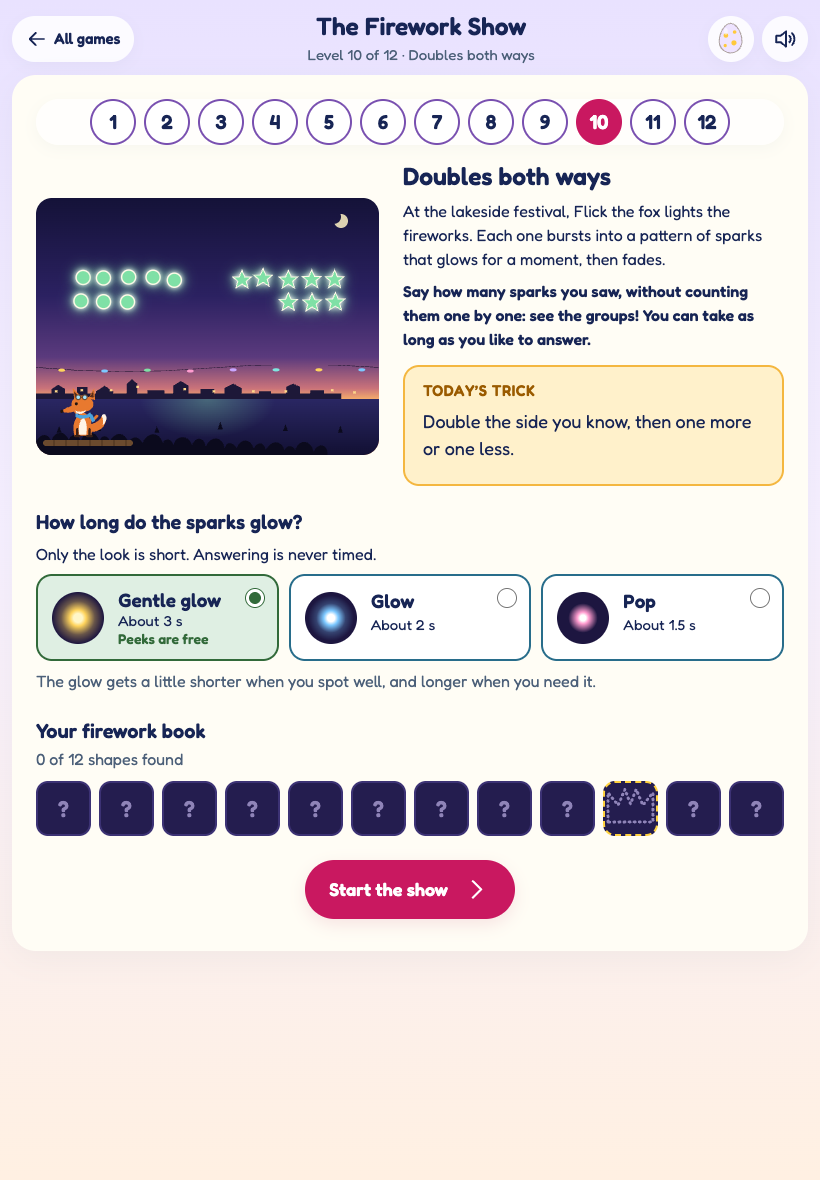 All games
The Firework Show
Level 10 of 12 · Doubles both ways
1 2 3 4 5 6 7 8 9 10 11 12
Doubles both ways
At the lakeside festival, Flick the fox lights the
fireworks. Each one bursts into a pattern of sparks
that glows for a moment, then fades.
Say how many sparks you saw, without counting
them one by one: see the groups! You can take as
long as you like to answer.
TODAY'S TRICK
Double the side you know, then one more
or one less.
How long do the sparks glow?
Only the look is short. Answering is never timed.
Gentle glow
About 3 s
Peeks are free
Glow
About 2 s
Pop
About 1.5 s
The glow gets a little shorter when you spot well, and longer when you need it.
Your firework book
0 of 12 shapes found
? ? ? ? ? ? ? ? ? ? ?
Start the show